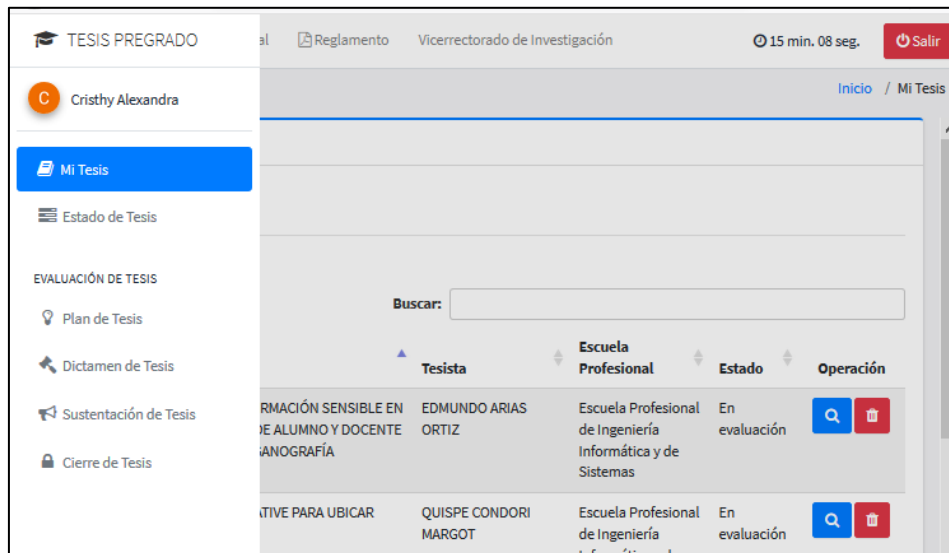 TESIS PREGRADO
al Reglamento Vicerrectorado de Investigación 15 min. 08 seg. Salir
C Cristhy Alexandra
Inicio / Mi Tesis
Mi Tesis
Estado de Tesis
EVALUACIÓN DE TESIS
Plan de Tesis
Dictamen de Tesis
Sustentación de Tesis
Cierre de Tesis
Buscar:
Tesista
Escuela
Profesional
Estado
Operación
RMACIÓN SENSIBLE EN
DE ALUMNO Y DOCENTE
GANOGRAFÍA
EDMUNDO ARIAS
ORTIZ
Escuela Profesional
de Ingeniería
Informática y de
Sistemas
En
evaluación
ATIVE PARA UBICAR
QUISPE CONDORI
MARGOT
Escuela Profesional
de Ingeniería
En
evaluación